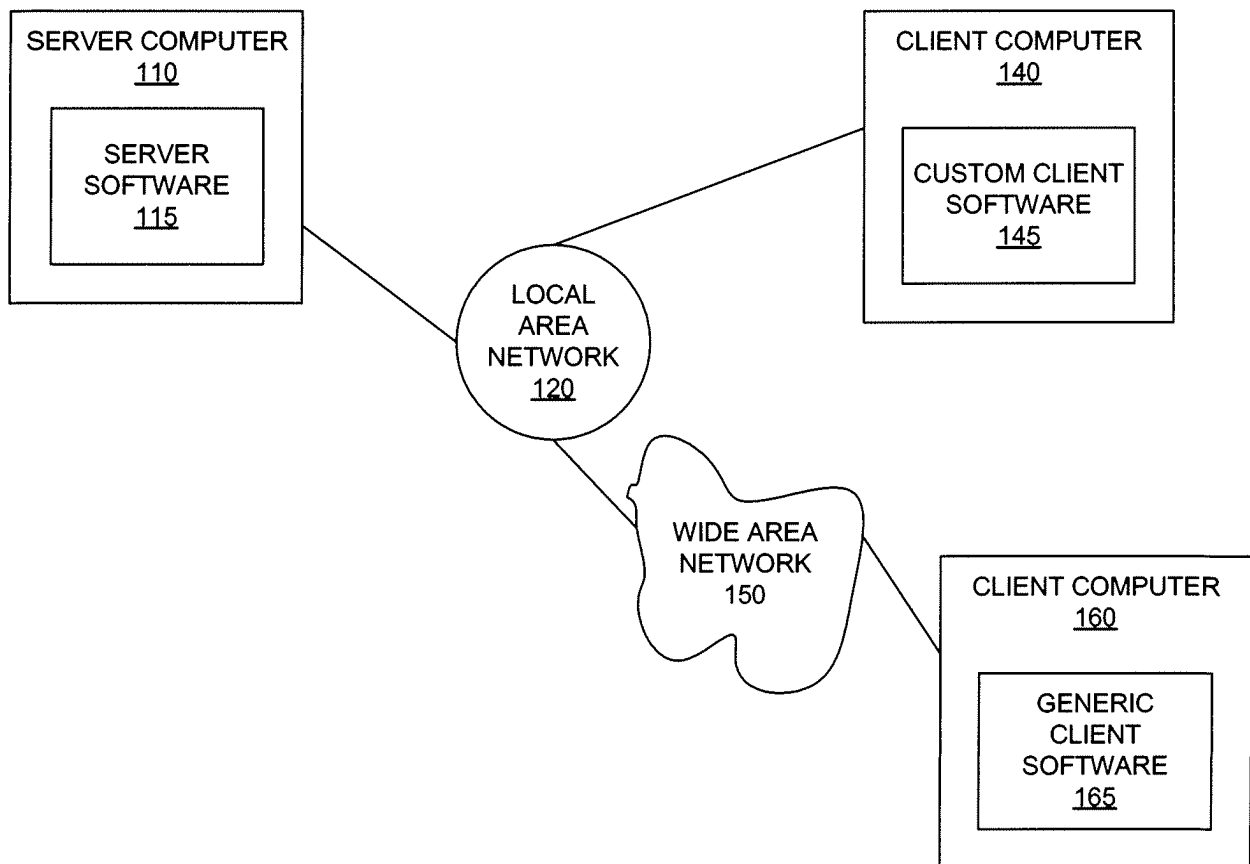 SERVER COMPUTER
110
SERVER
SOFTWARE
115
CLIENT COMPUTER
140
CUSTOM CLIENT
SOFTWARE
145
LOCAL
AREA
NETWORK
120
WIDE AREA
NETWORK
150
CLIENT COMPUTER
160
GENERIC
CLIENT
SOFTWARE
165